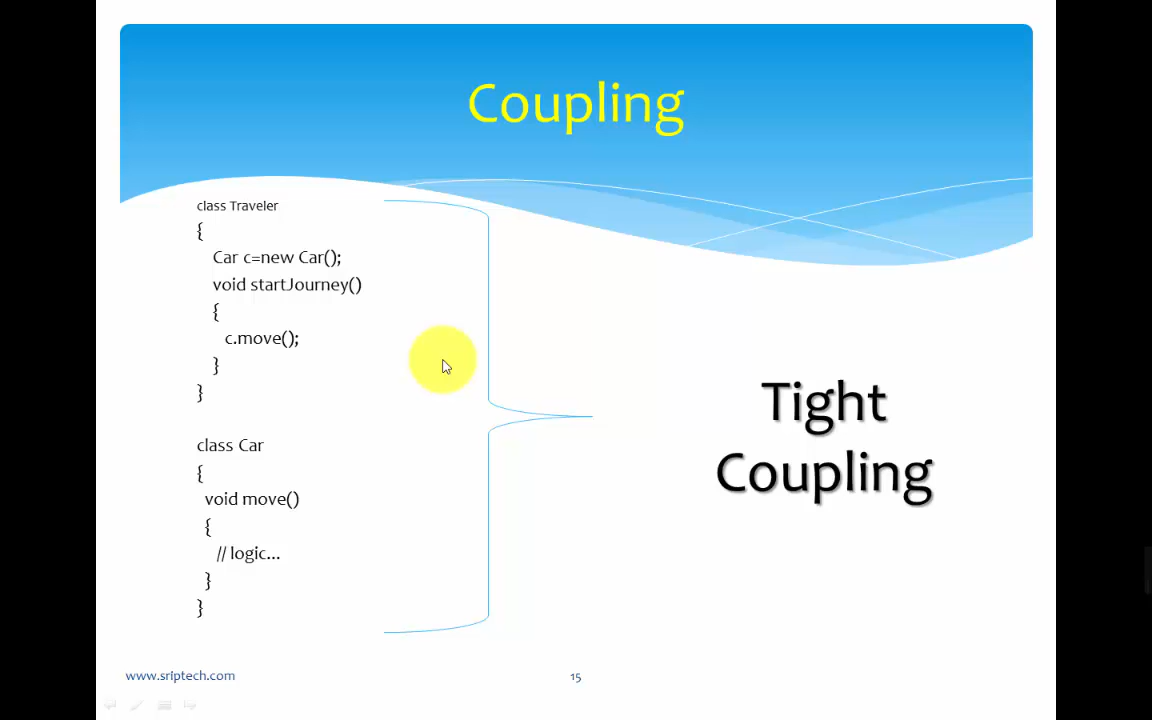 Coupling
class Traveler
{
Car c=new Car();
void startJourney()
{
c.move();
}
}
class Car
{
void move()
{
// logic...
}
}
Tight
Coupling
www.sriptech.com
15